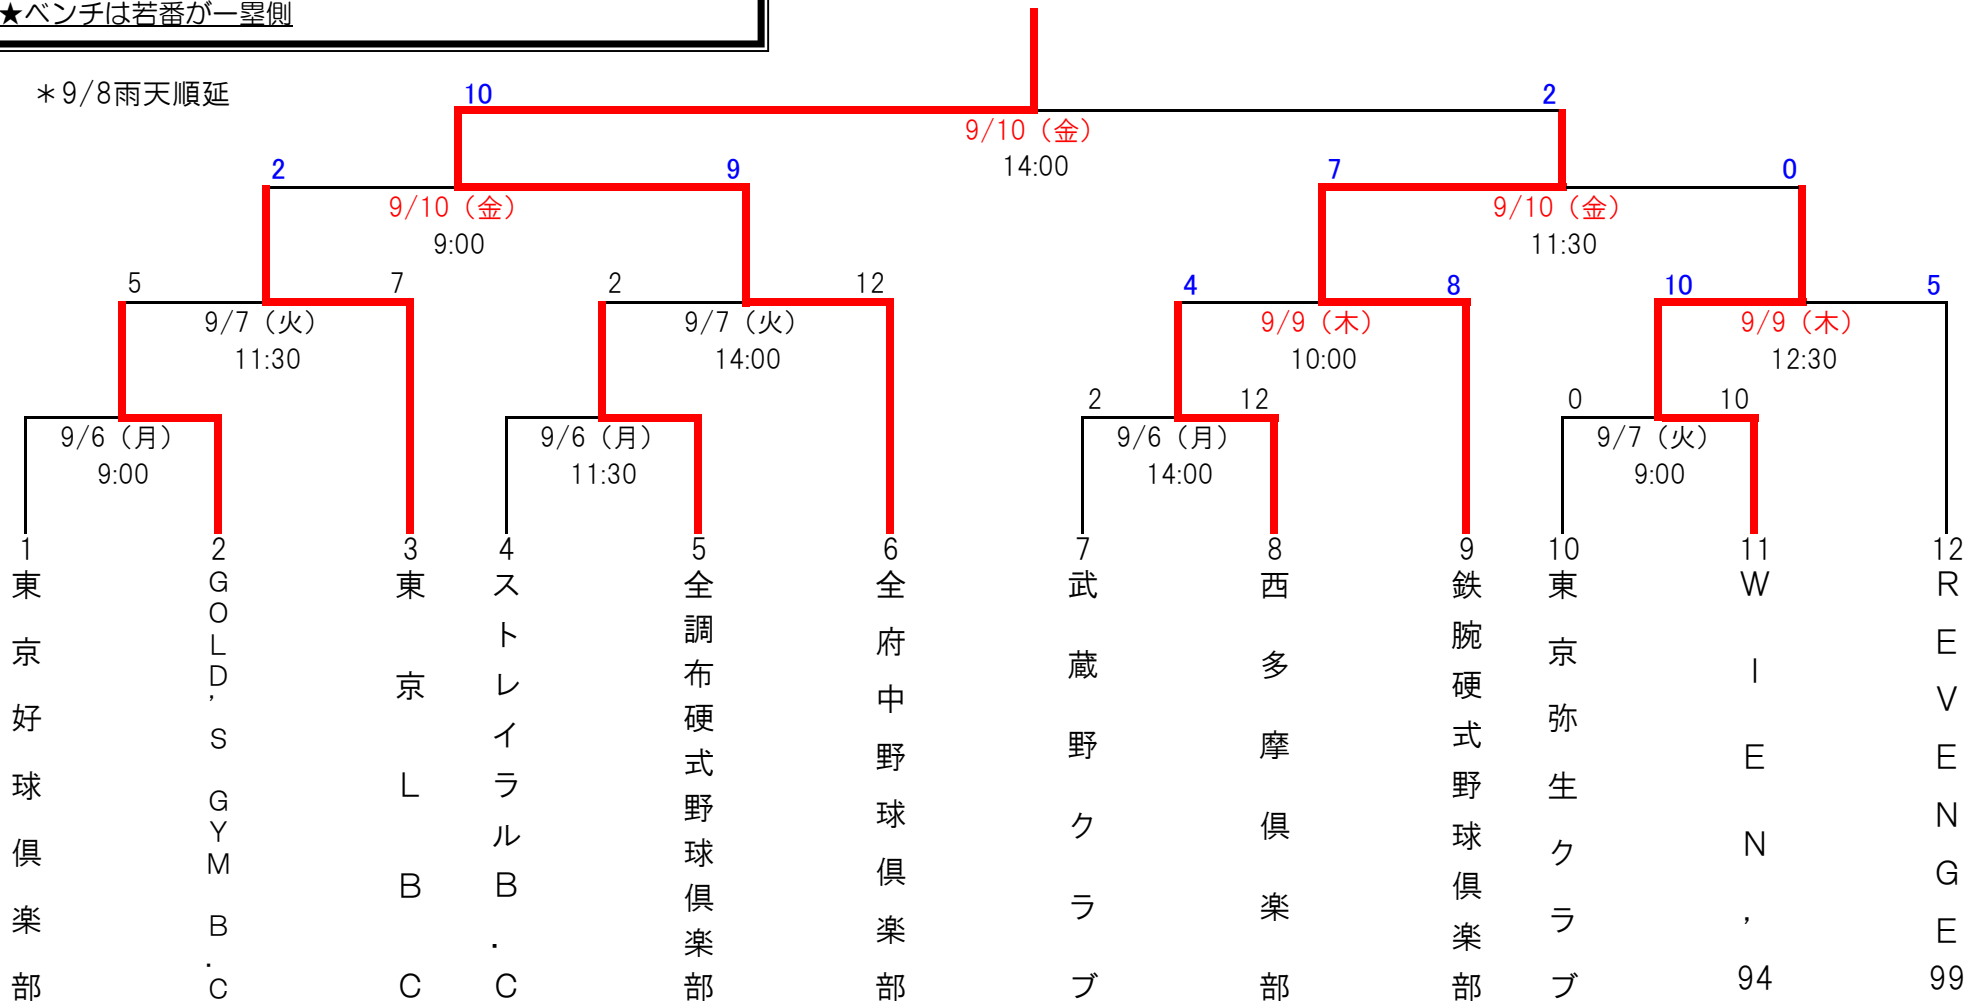 ★ベンチは若番が一塁側
＊9/8雨天順延
10
2
9/10（金）
14:00
2
9
7
0
9/10（金）
9:00
9/10（金）
11:30
5
7
2
12
4
8
10
5
9/7（火）
11:30
9/7（火）
14:00
9/9（木）
10:00
9/9（木）
12:30
2
12
0
10
9/6（月）
9:00
9/6（月）
11:30
9/6（月）
14:00
9/7（火）
9:00
1
東京好球倶楽部
2
GOLD’S GYM B.C
3
東京LBC
4
ストレイラルB.C
5
全調布硬式野球倶楽部
6
全府中野球倶楽部
7
武蔵野クラブ
8
西多摩倶楽部
9
鉄腕硬式野球倶楽部
10
東京弥生クラブ
11
WIEN’94
12
REVENGE99